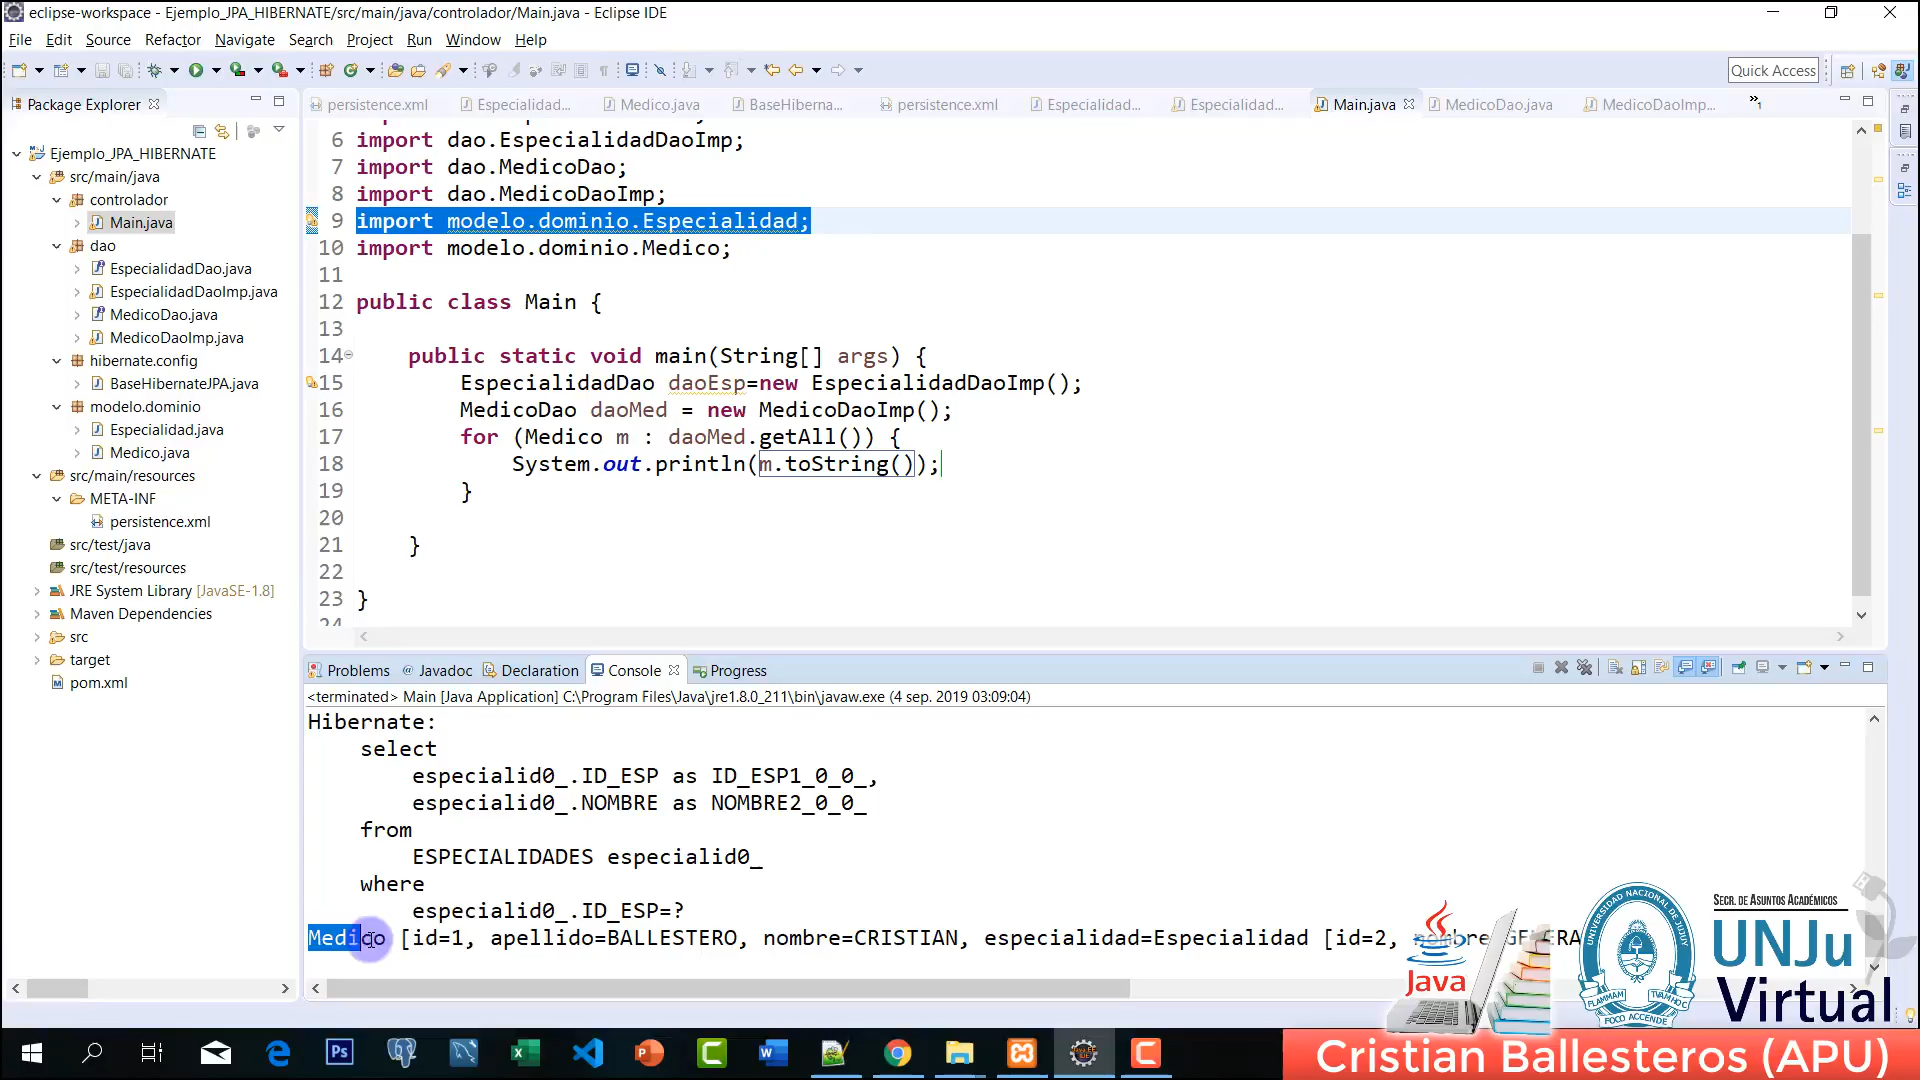 eclipse-workspace - Ejemplo_JPA_HIBERNATE/src/main/java/controlador/Main.java - Eclipse IDE
File Edit Source Refactor Navigate Search Project Run Window Help
Quick Access
Package Explorer
persistence.xml Especialidad... Medico.java BaseHiberna... persistence.xml Especialidad... Especialidad... Main.java MedicoDao.java MedicoDaoImp... »1
Ejemplo_JPA_HIBERNATE
src/main/java
controlador
Main.java
dao
EspecialidadDao.java
EspecialidadDaoImp.java
MedicoDao.java
MedicoDaoImp.java
hibernate.config
BaseHibernateJPA.java
modelo.dominio
Especialidad.java
Medico.java
src/main/resources
META-INF
persistence.xml
src/test/java
src/test/resources
JRE System Library [JavaSE-1.8]
Maven Dependencies
src
target
pom.xml
6 import dao.EspecialidadDaoImp;
7 import dao.MedicoDao;
8 import dao.MedicoDaoImp;
9 import modelo.dominio.Especialidad;
10 import modelo.dominio.Medico;
11
12 public class Main {
13
14 public static void main(String[] args) {
15 EspecialidadDao daoEsp=new EspecialidadDaoImp();
16 MedicoDao daoMed = new MedicoDaoImp();
17 for (Medico m : daoMed.getAll()) {
18 System.out.println(m.toString());
19 }
20
21 }
22
23 }
24
Problems Javadoc Declaration Console Progress
<terminated> Main [Java Application] C:\Program Files\Java\jre1.8.0_211\bin\javaw.exe (4 sep. 2019 03:09:04)
Hibernate:
select
especialid0_.ID_ESP as ID_ESP1_0_0_,
especialid0_.NOMBRE as NOMBRE2_0_0_
from
ESPECIALIDADES especialid0_
where
especialid0_.ID_ESP=?
Medico [id=1, apellido=BALLESTERO, nombre=CRISTIAN, especialidad=Especialidad [id=2,
Java
UNIVERSIDAD NACIONAL DE JUJUY
FOCO ACCENDE
Secr. de Asuntos Académicos
UNJu
Virtual
Cristian Ballesteros (APU)